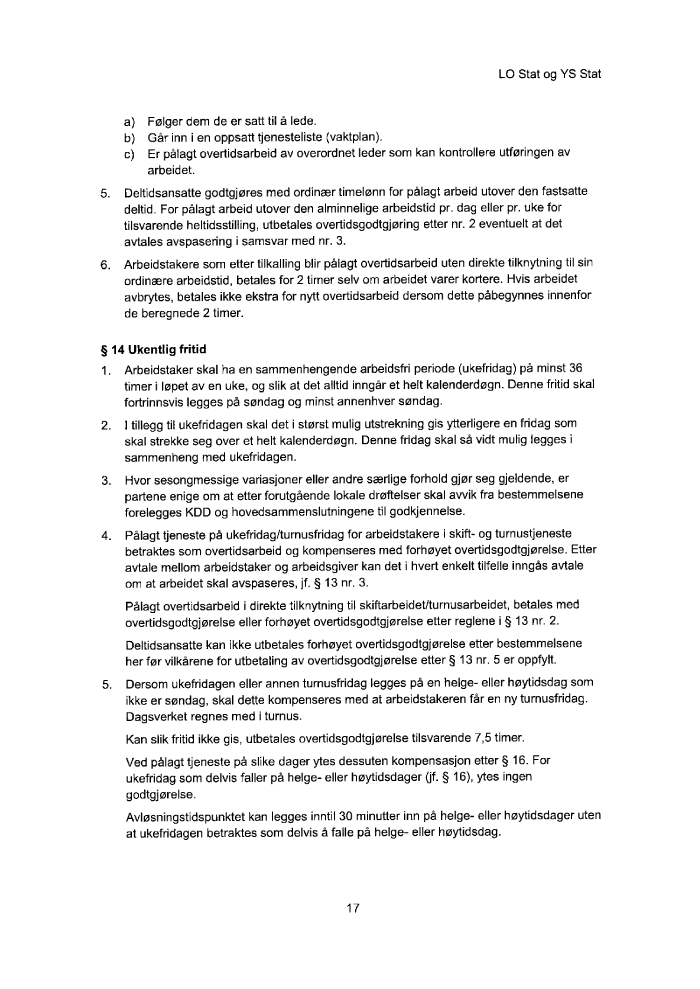 LO Stat og YS Stat
a) Følger dem de er satt til å lede.
b) Går inn i en oppsatt tjenesteliste (vaktplan).
c) Er pålagt overtidsarbeid av overordnet leder som kan kontrollere utføringen av
arbeidet.
5. Deltidsansatte godtgjøres med ordinær timelønn for pålagt arbeid utover den fastsatte
deltid. For pålagt arbeid utover den alminnelige arbeidstid pr. dag eller pr. uke for
tilsvarende heltidsstilling, utbetales overtidsgodtgjøring etter nr. 2 eventuelt at det
avtales avspasering i samsvar med nr. 3.
6. Arbeidstakere som etter tilkalling blir pålagt overtidsarbeid uten direkte tilknytning til sin
ordinære arbeidstid, betales for 2 timer selv om arbeidet varer kortere. Hvis arbeidet
avbrytes, betales ikke ekstra for nytt overtidsarbeid dersom dette påbegynnes innenfor
de beregnede 2 timer.
§ 14 Ukentlig fritid
1. Arbeidstaker skal ha en sammenhengende arbeidsfri periode (ukefridag) på minst 36
timer i løpet av en uke, og slik at det alltid inngår et helt kalenderdøgn. Denne fritid skal
fortrinnsvis legges på søndag og minst annenhver søndag.
2. I tillegg til ukefridagen skal det i størst mulig utstrekning gis ytterligere en fridag som
skal strekke seg over et helt kalenderdøgn. Denne fridag skal så vidt mulig legges i
sammenheng med ukefridagen.
3. Hvor sesongmessige variasjoner eller andre særlige forhold gjør seg gjeldende, er
partene enige om at etter forutgående lokale drøftelser skal avvik fra bestemmelsene
forelegges KDD og hovedsammenslutningene til godkjennelse.
4. Pålagt tjeneste på ukefridag/turnusfridag for arbeidstakere i skift- og turnustjeneste
betraktes som overtidsarbeid og kompenseres med forhøyet overtidsgodtgjørelse. Etter
avtale mellom arbeidstaker og arbeidsgiver kan det i hvert enkelt tilfelle inngås avtale
om at arbeidet skal avspaseres, jf. § 13 nr. 3.
Pålagt overtidsarbeid i direkte tilknytning til skiftarbeidet/turnusarbeidet, betales med
overtidsgodtgjørelse eller forhøyet overtidsgodtgjørelse etter reglene i § 13 nr. 2.
Deltidsansatte kan ikke utbetales forhøyet overtidsgodtgjørelse etter bestemmelsene
her før vilkårene for utbetaling av overtidsgodtgjørelse etter § 13 nr. 5 er oppfylt.
5. Dersom ukefridagen eller annen turnusfridag legges på en helge- eller høytidsdag som
ikke er søndag, skal dette kompenseres med at arbeidstakeren får en ny turnusfridag.
Dagsverket regnes med i turnus.
Kan slik fritid ikke gis, utbetales overtidsgodtgjørelse tilsvarende 7,5 timer.
Ved pålagt tjeneste på slike dager ytes dessuten kompensasjon etter § 16. For
ukefridag som delvis faller på helge- eller høytidsdager (jf. § 16), ytes ingen
godtgjørelse.
Avløsningstidspunktet kan legges inntil 30 minutter inn på helge- eller høytidsdager uten
at ukefridagen betraktes som delvis å falle på helge- eller høytidsdag.
17